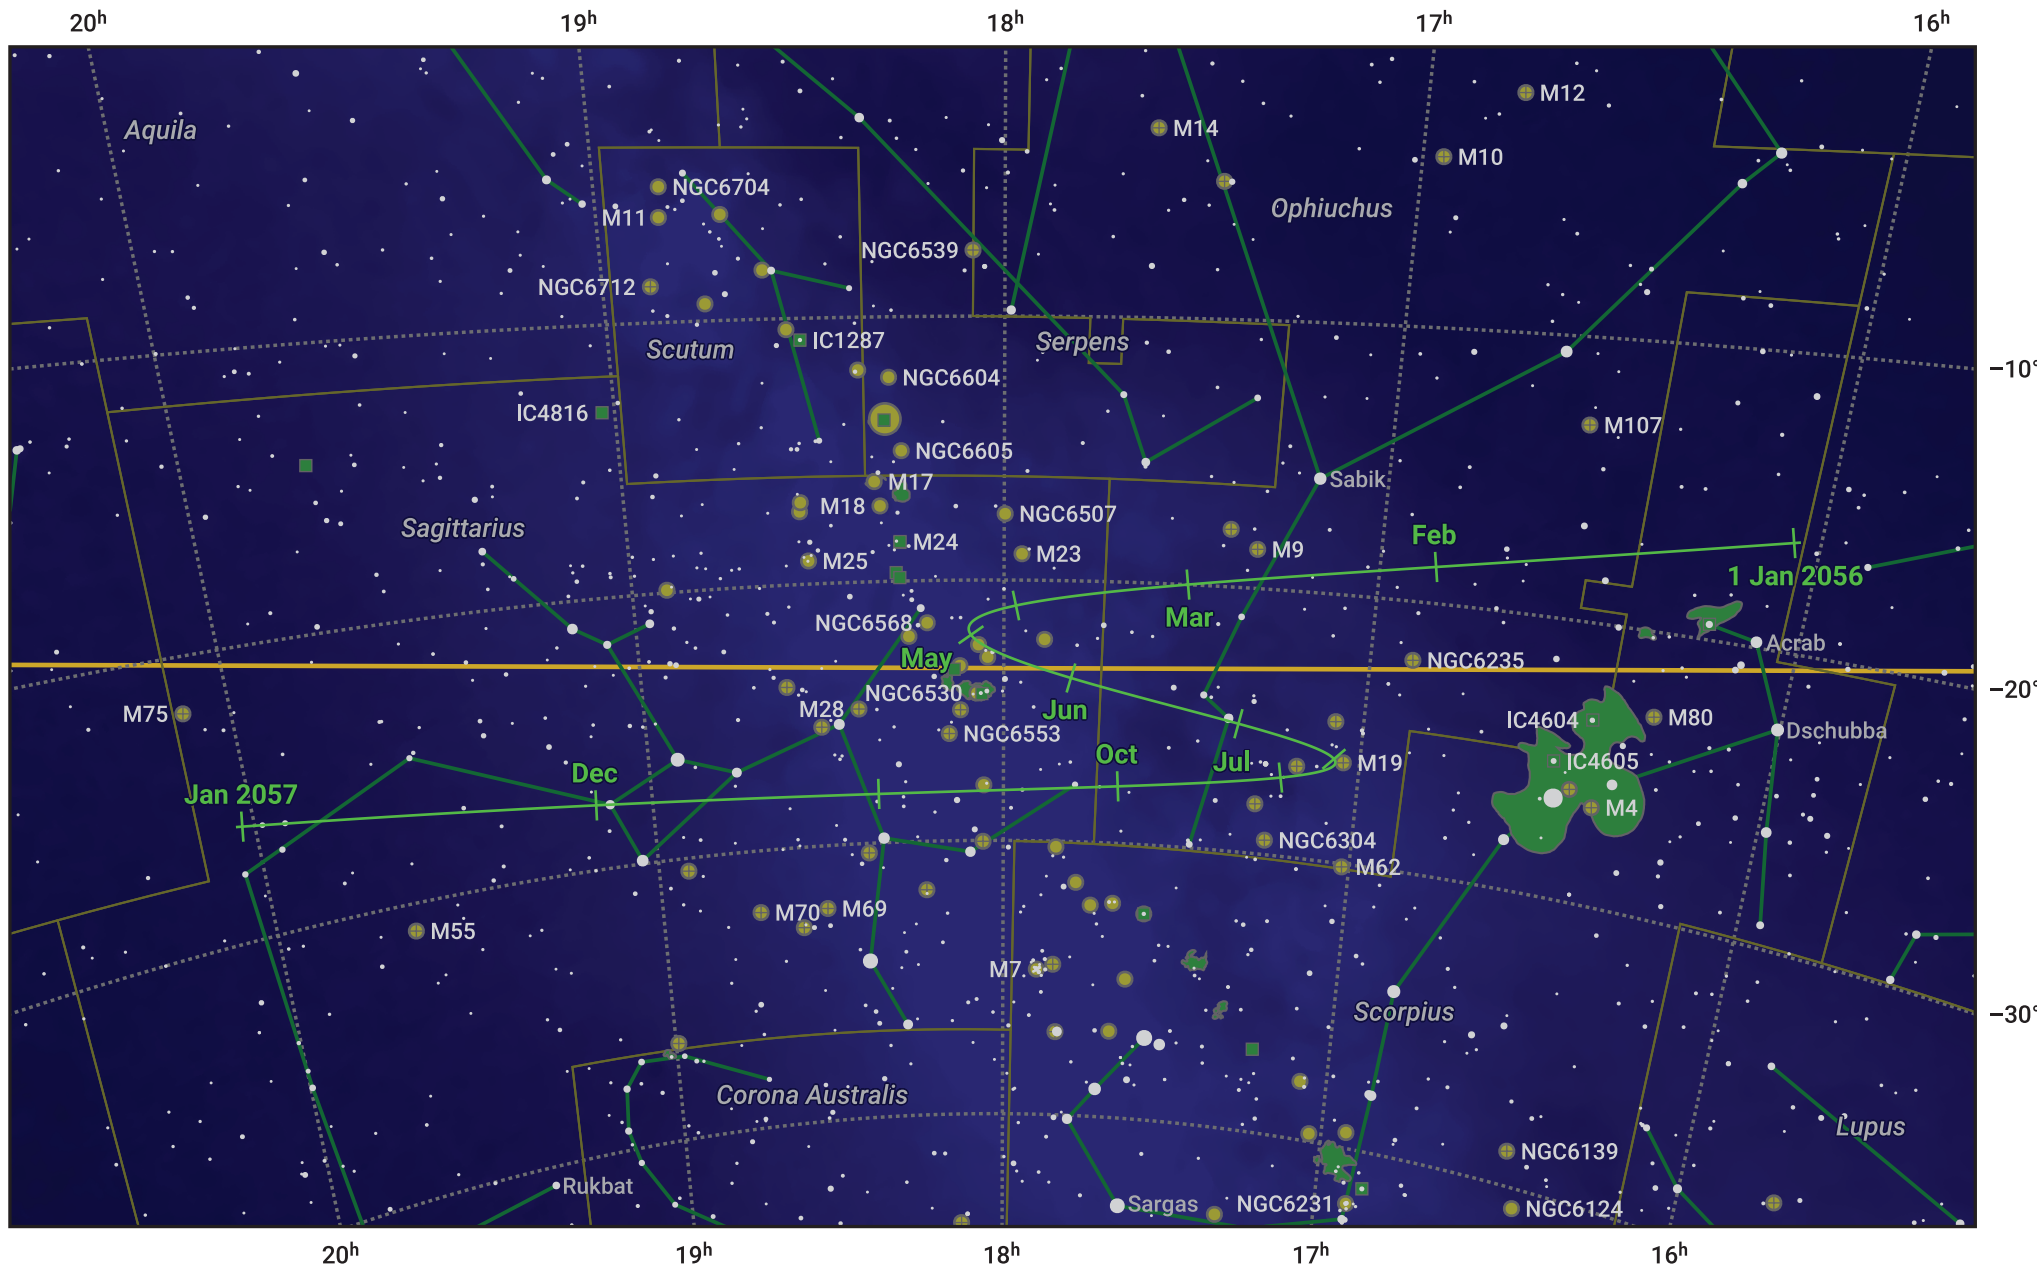 20h 19h 18h 17h 16h
M12
Aquila
M14
M10
NGC6704
Ophiuchus
M11
NGC6539
NGC6712
IC1287
Serpens
Scutum
−10°
NGC6604
IC4816
M107
NGC6605
Sabik
M17
M18
NGC6507
Sagittarius
Feb
M24
M9
M23
M25
1 Jan 2056
Mar
NGC6568
Acrab
May
NGC6235
−20°
NGC6530
M28
Jun
M75
M80
IC4604
NGC6553
Dschubba
Oct
Jul
M19
IC4605
Dec
Jan 2057
M4
NGC6304
M62
M69
M70
M55
M7
Scorpius
−30°
Corona Australis
Lupus
NGC6139
Rukbat
Sargas
NGC6231
NGC6124
20h 19h 18h 17h 16h